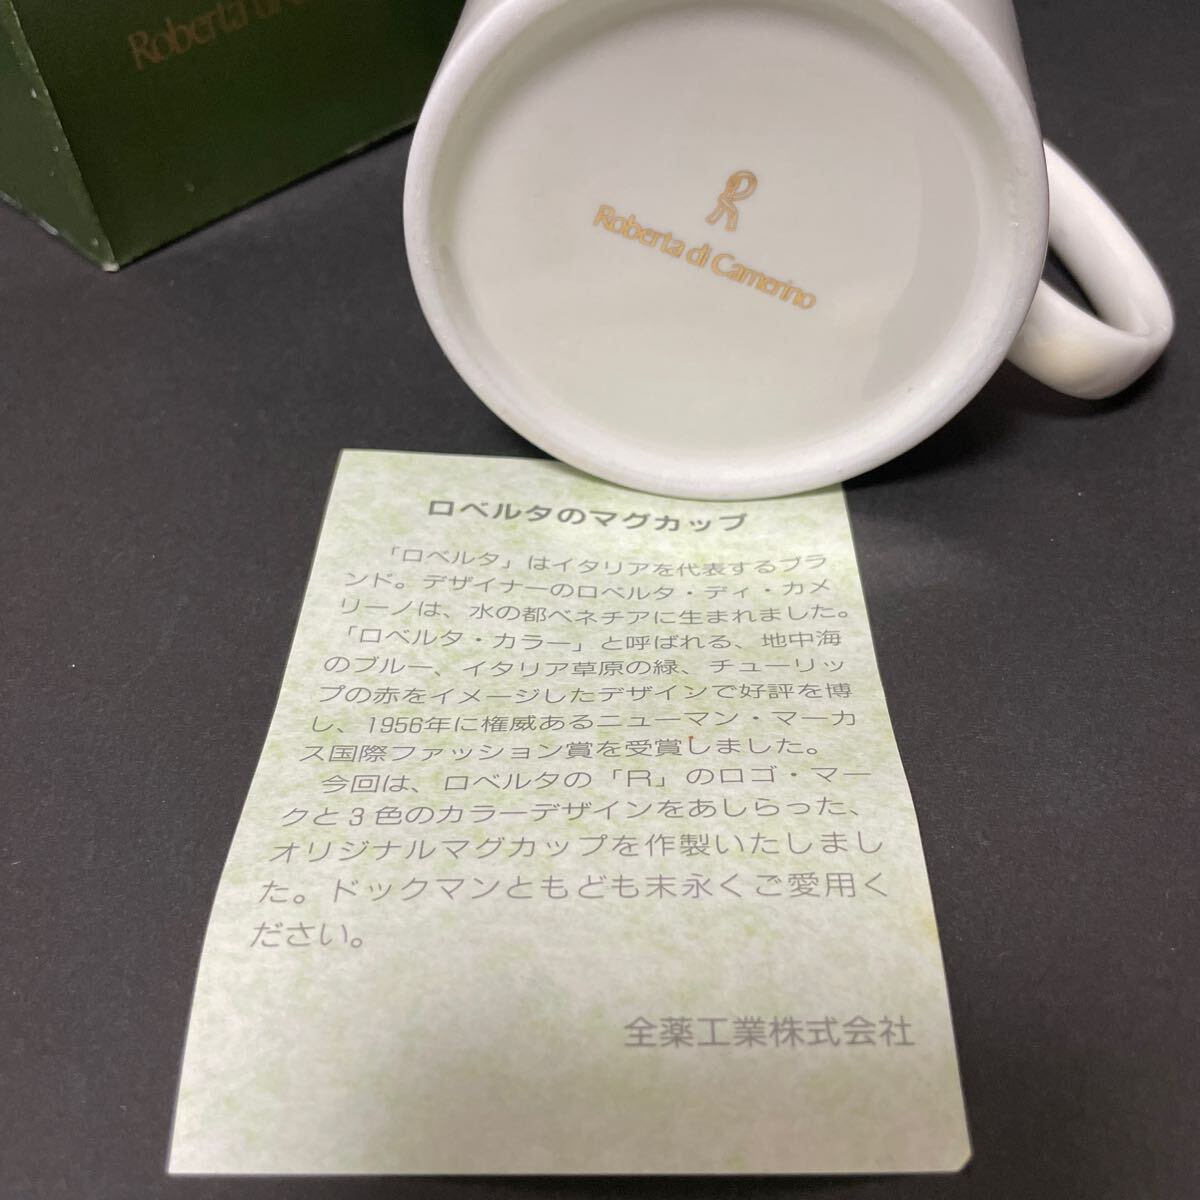 Roberta
Roberta di Camerino
ロベルタのマグカップ
「ロベルタ」はイタリアを代表するブラ
ンド。デザイナーのロベルタ・ディ・カメ
リーノは、水の都ベネチアに生まれました。
「ロベルタ・カラー」と呼ばれる、地中海
のブルー、イタリア草原の緑、チューリッ
プの赤をイメージしたデザインで好評を博
し、1956年に権威あるニューマン・マーカ
ス国際ファッション賞を受賞しました。
今回は、ロベルタの「R」のロゴ・マー
クと3色のカラーデザインをあしらった、
オリジナルマグカップを作製いたしまし
た。ドックマンともども末永くご愛用く
ださい。
全薬工業株式会社